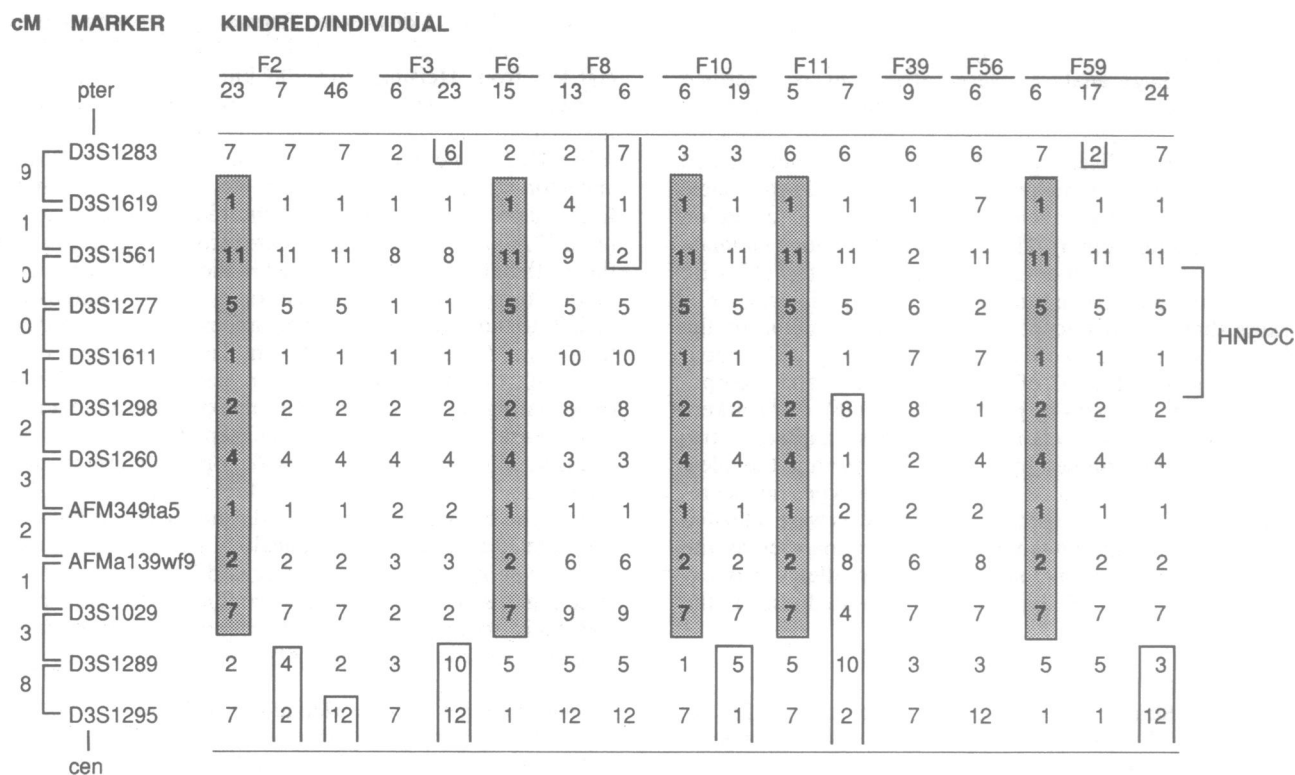 cM MARKER KINDRED/INDIVIDUAL
F2 F3 F6 F8 F10 F11 F39 F56 F59
pter 23 7 46 6 23 15 13 6 6 19 5 7 9 6 6 17 24
D3S1283 7 7 7 2 6 2 2 7 3 3 6 6 6 6 7 2 7
9
D3S1619 1 1 1 1 1 1 4 1 1 1 1 1 1 7 1 1 1
1
D3S1561 11 11 11 8 8 11 9 2 11 11 11 11 2 11 11 11 11
0
D3S1277 5 5 5 1 1 5 5 5 5 5 5 5 6 2 5 5 5
0
HNPCC
D3S1611 1 1 1 1 1 1 10 10 1 1 1 1 7 7 1 1 1
1
D3S1298 2 2 2 2 2 2 8 8 2 2 2 8 8 1 2 2 2
2
D3S1260 4 4 4 4 4 4 3 3 4 4 4 1 2 4 4 4 4
3
AFM349ta5 1 1 1 2 2 1 1 1 1 1 1 2 2 2 1 1 1
2
AFMa139wf9 2 2 2 3 3 2 6 6 2 2 2 8 6 8 2 2 2
1
D3S1029 7 7 7 2 2 7 9 9 7 7 7 4 7 7 7 7 7
3
D3S1289 2 4 2 3 10 5 5 5 1 5 5 10 3 3 5 5 3
8
D3S1295 7 2 12 7 12 1 12 12 7 1 7 2 7 12 1 1 12
cen